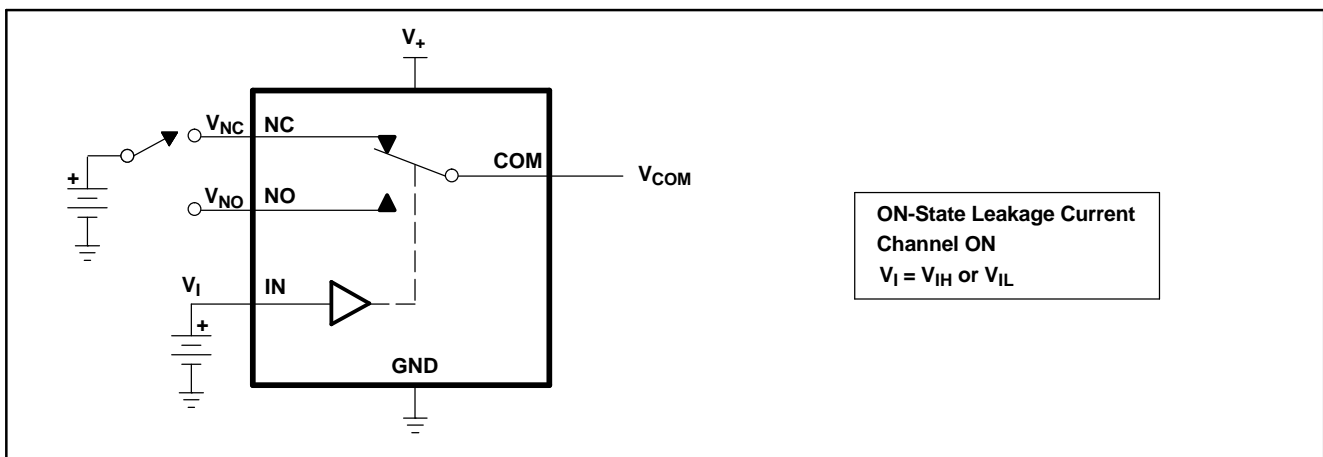 V+
VNC NC
COM
VCOM
+
VNO NO
VI IN
+
GND
ON-State Leakage Current
Channel ON
VI = VIH or VIL